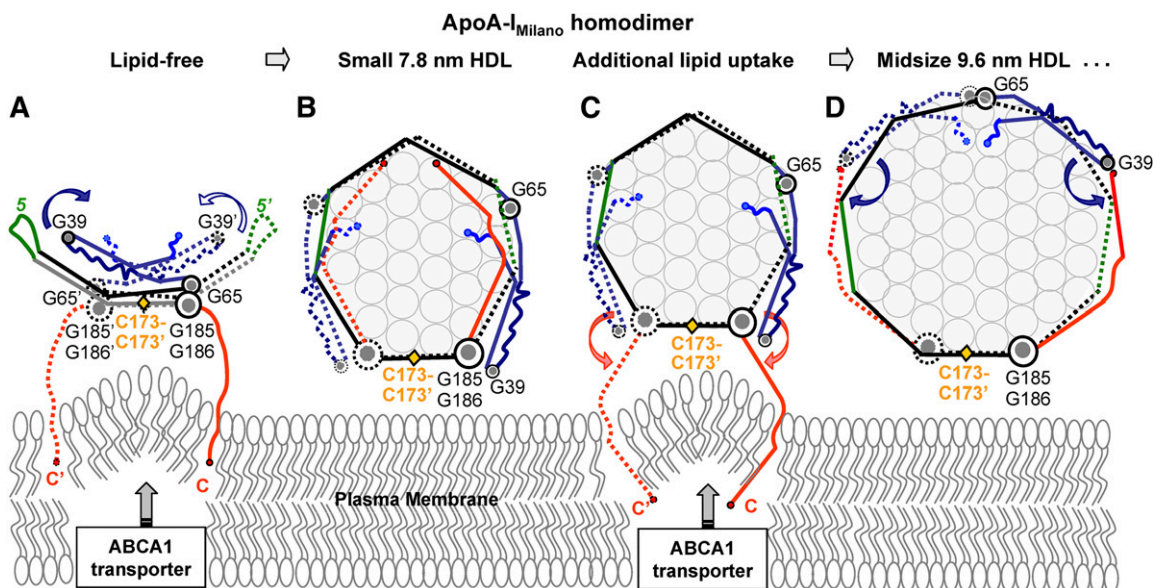 ApoA-I Milano homodimer
Lipid-free
Small 7.8 nm HDL
Additional lipid uptake
Midsize 9.6 nm HDL ...
A
B
C
D
G65
5
G39
G39'
5'
G65'
G65
G185'
G186'
C173-
C173'
G185
G186
C'
C
G65
C173-
C173'
G185
G186
G39
G65
C173-
C173'
C'
C
G39
C173-
C173'
G185
G186
Plasma Membrane
ABCA1
transporter
ABCA1
transporter